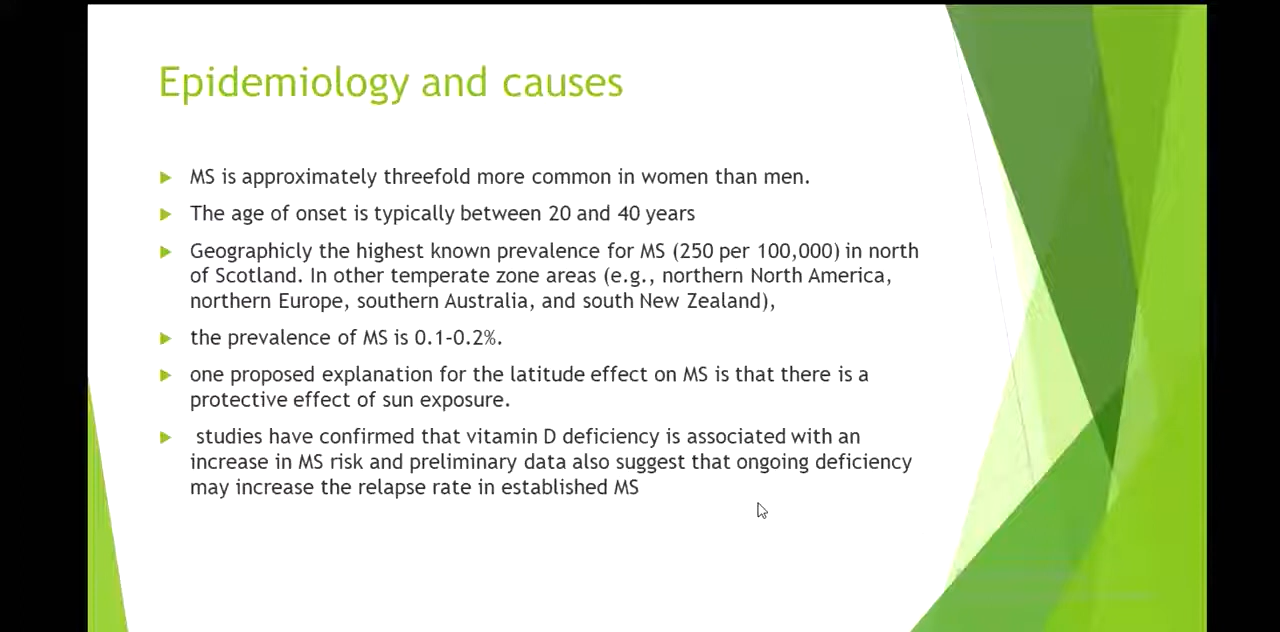 Epidemiology and causes
MS is approximately threefold more common in women than men.
The age of onset is typically between 20 and 40 years
Geographicly the highest known prevalence for MS (250 per 100,000) in north
of Scotland. In other temperate zone areas (e.g., northern North America,
northern Europe, southern Australia, and south New Zealand),
the prevalence of MS is 0.1-0.2%.
one proposed explanation for the latitude effect on MS is that there is a
protective effect of sun exposure.
studies have confirmed that vitamin D deficiency is associated with an
increase in MS risk and preliminary data also suggest that ongoing deficiency
may increase the relapse rate in established MS